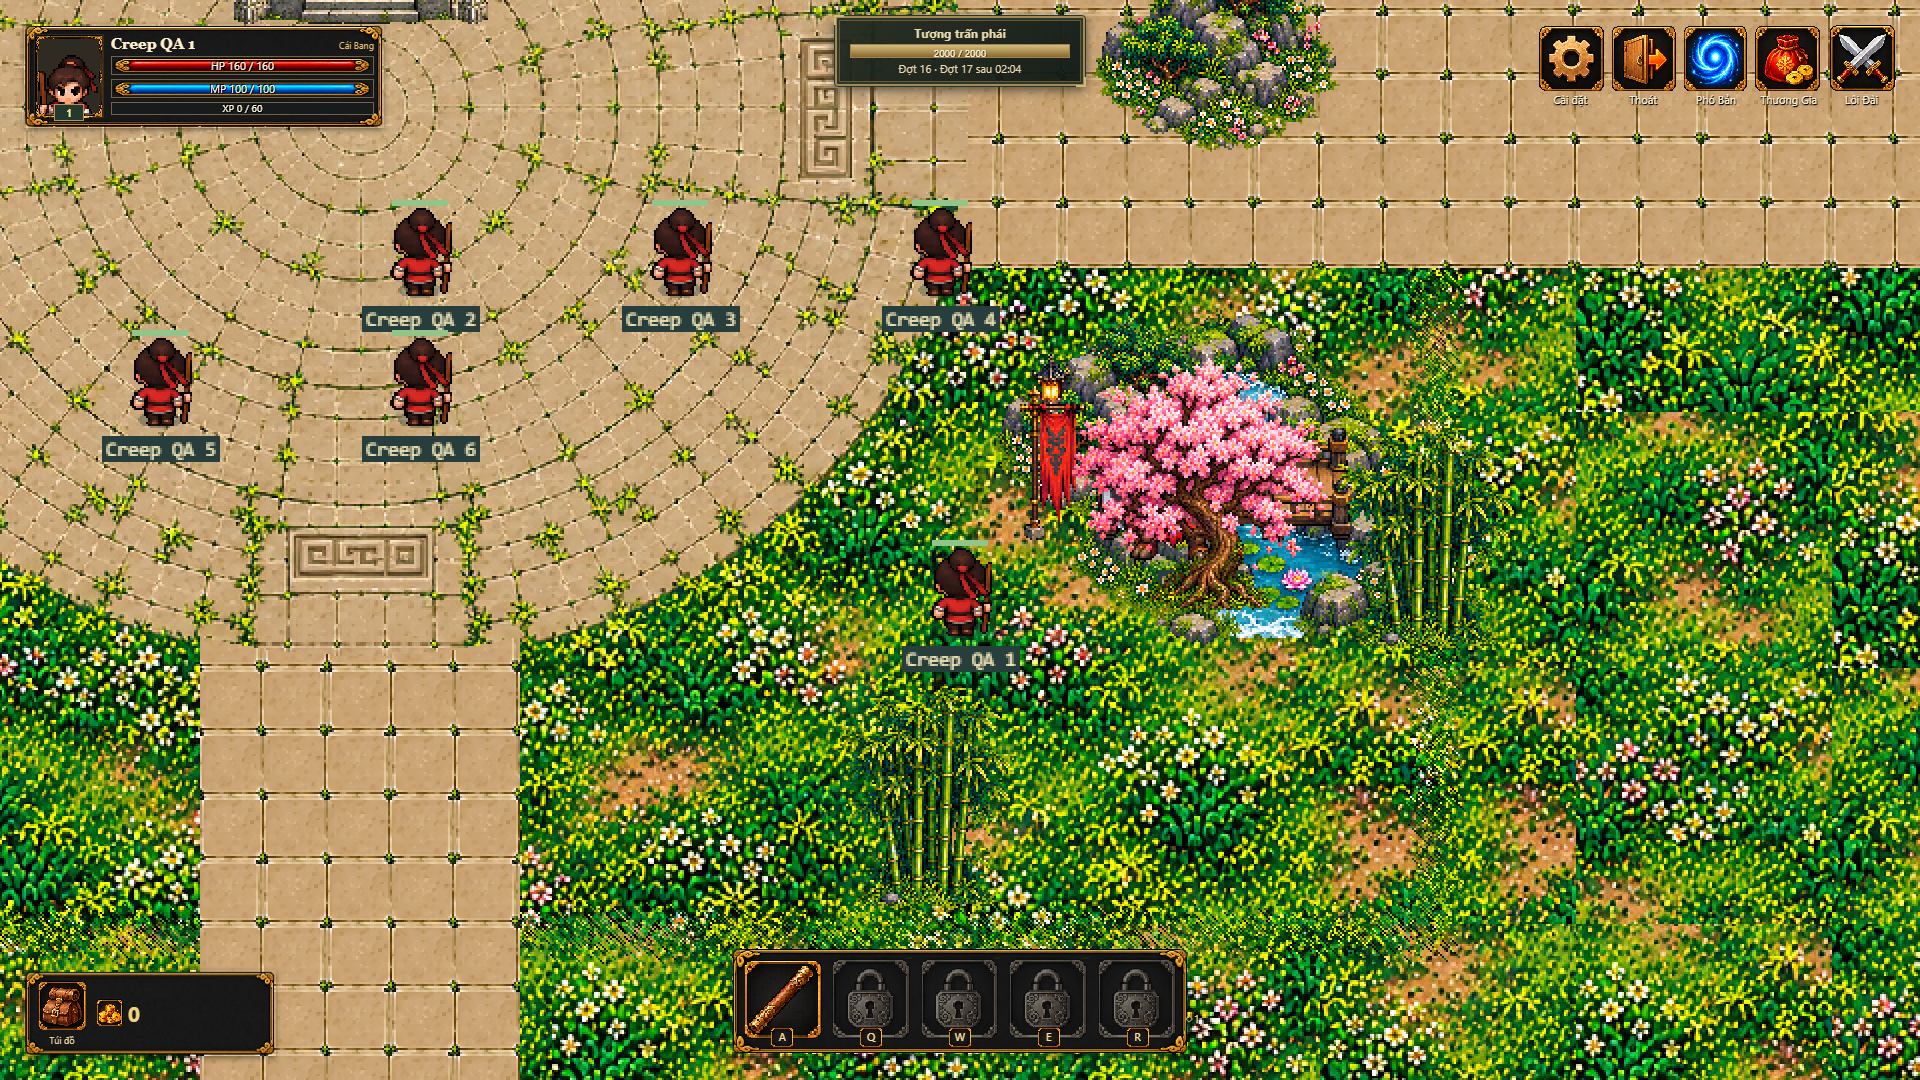 Creep QA 1
Cái Bang
HP 160 / 160
MP 100 / 100
XP 0 / 60
1
Tượng trấn phái
2000 / 2000
Đợt 16 · Đợt 17 sau 02:04
Cài đặt
Thoát
Phó Bản
Thương Gia
Lôi Đài
Creep QA 2
Creep QA 3
Creep QA 4
Creep QA 5
Creep QA 6
Creep QA 1
0
Túi đồ
A
Q
W
E
R